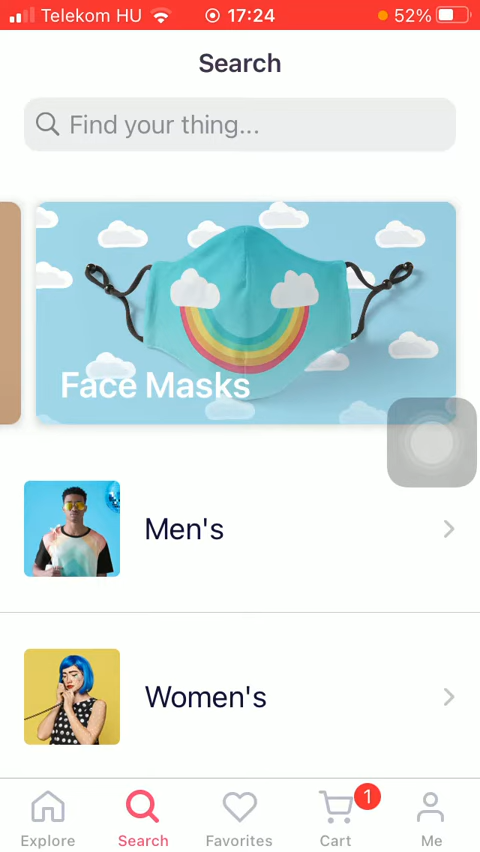 Telekom HU 17:24 52%
Search
Find your thing...
Face Masks
Men's
Women's
1
Explore Search Favorites Cart Me